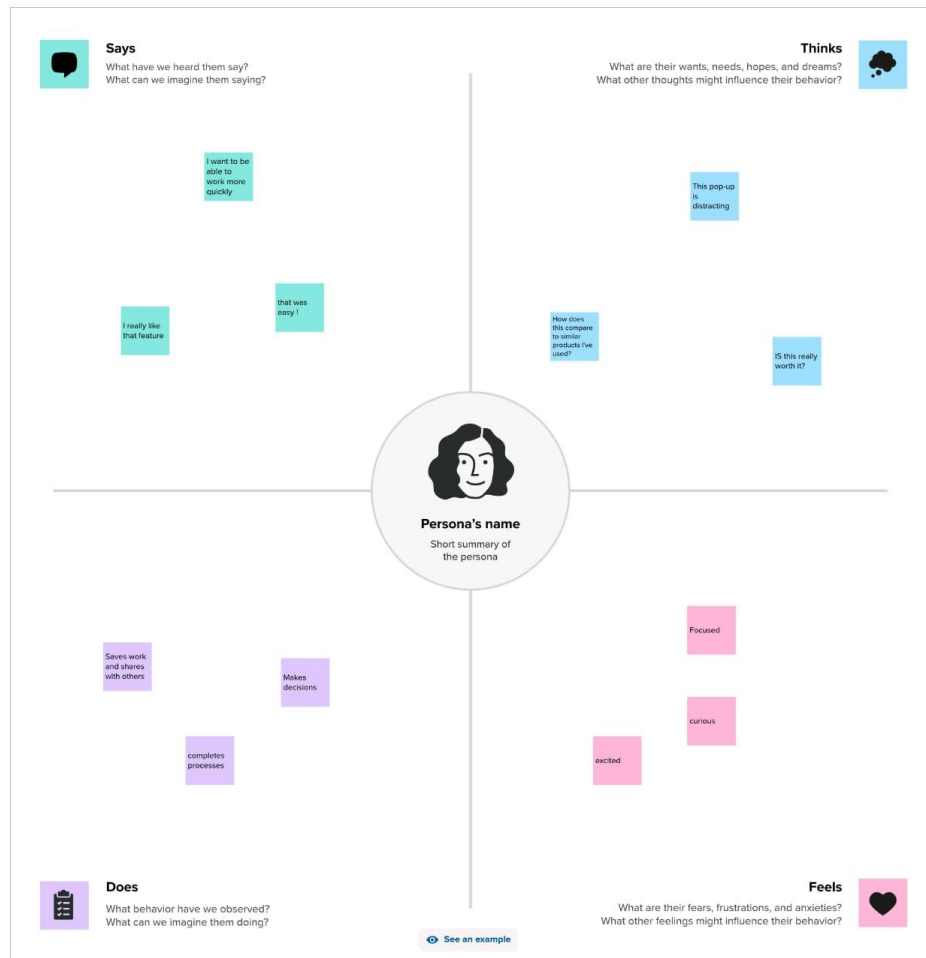 Says
What have we heard them say?
What can we imagine them saying?
Thinks
What are their wants, needs, hopes, and dreams?
What other thoughts might influence their behavior?
I want to be
able to
work more
quickly
I really like
that feature
that was
easy !
This pop-up
is
distracting
How does
this compare
to similar
products I've
used?
IS this really
worth it?
Persona's name
Short summary of
the persona
Saves work
and shares
with others
Makes
decisions
completes
processes
Focused
curious
excited
Does
What behavior have we observed?
What can we imagine them doing?
Feels
What are their fears, frustrations, and anxieties?
What other feelings might influence their behavior?
See an example